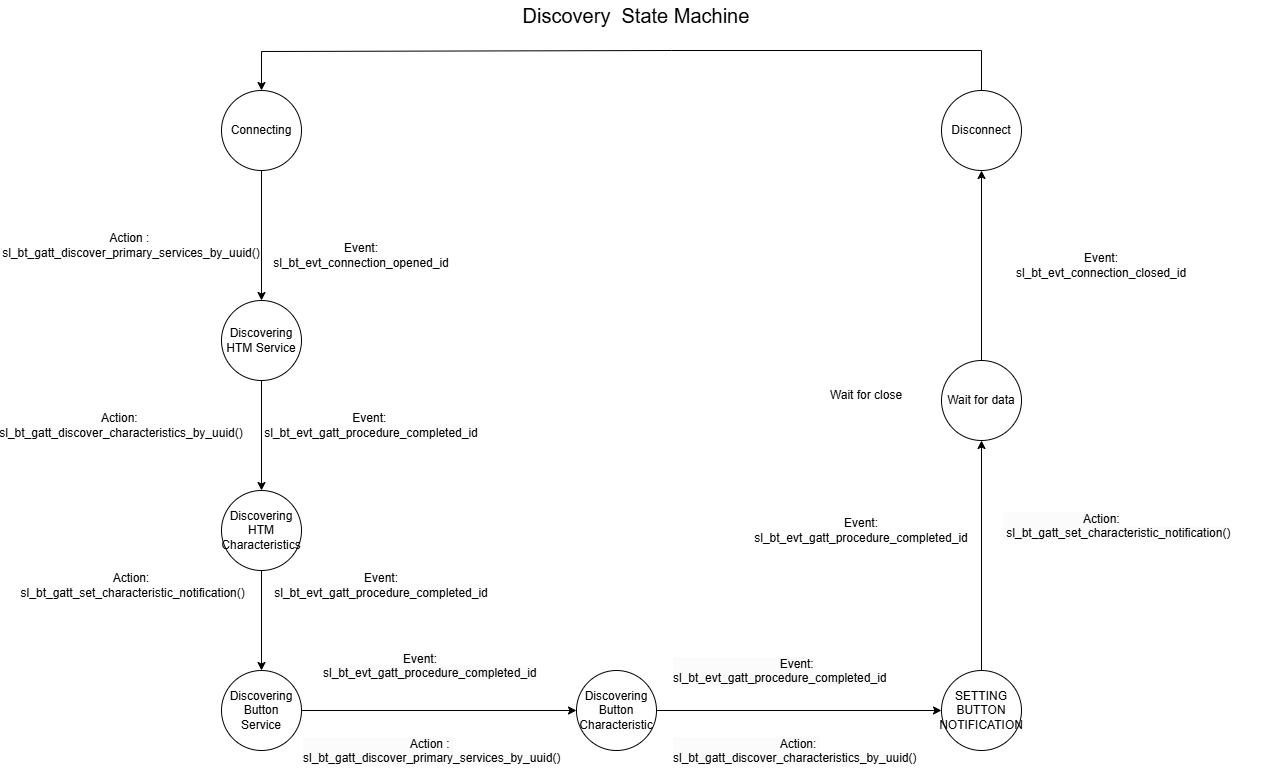 Discovery  State Machine
Connecting
Disconnect
Action :
sl_bt_gatt_discover_primary_services_by_uuid()
Event:
sl_bt_evt_connection_opened_id
Event:
sl_bt_evt_connection_closed_id
Discovering
HTM Service
Wait for close
Wait for data
Action:
sl_bt_gatt_discover_characteristics_by_uuid()
Event:
sl_bt_evt_gatt_procedure_completed_id
Discovering
HTM
Characteristics
Event:
sl_bt_evt_gatt_procedure_completed_id
Action:
sl_bt_gatt_set_characteristic_notification()
Action:
sl_bt_gatt_set_characteristic_notification()
Event:
sl_bt_evt_gatt_procedure_completed_id
Event:
sl_bt_evt_gatt_procedure_completed_id
Event:
sl_bt_evt_gatt_procedure_completed_id
Discovering
Button
Service
Discovering
Button
Characteristic
SETTING
BUTTON
NOTIFICATION
Action :
sl_bt_gatt_discover_primary_services_by_uuid()
Action:
sl_bt_gatt_discover_characteristics_by_uuid()